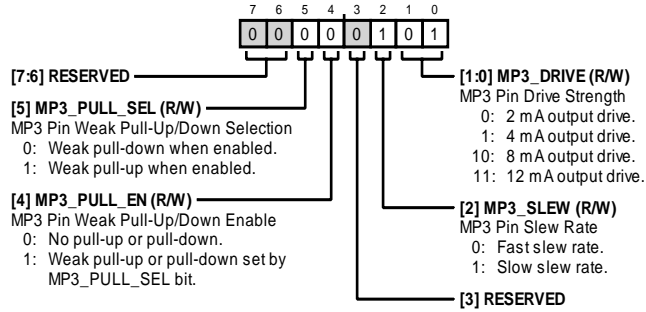 7 6 5 4 3 2 1 0
0 0 0 0 0 1 0 1
[7:6] RESERVED
[5] MP3_PULL_SEL (R/W)
MP3 Pin Weak Pull-Up/Down Selection
0: Weak pull-down when enabled.
1: Weak pull-up when enabled.
[4] MP3_PULL_EN (R/W)
MP3 Pin Weak Pull-Up/Down Enable
0: No pull-up or pull-down.
1: Weak pull-up or pull-down set by
MP3_PULL_SEL bit.
[1:0] MP3_DRIVE (R/W)
MP3 Pin Drive Strength
0: 2 mA output drive.
1: 4 mA output drive.
10: 8 mA output drive.
11: 12 mA output drive.
[2] MP3_SLEW (R/W)
MP3 Pin Slew Rate
0: Fast slew rate.
1: Slow slew rate.
[3] RESERVED